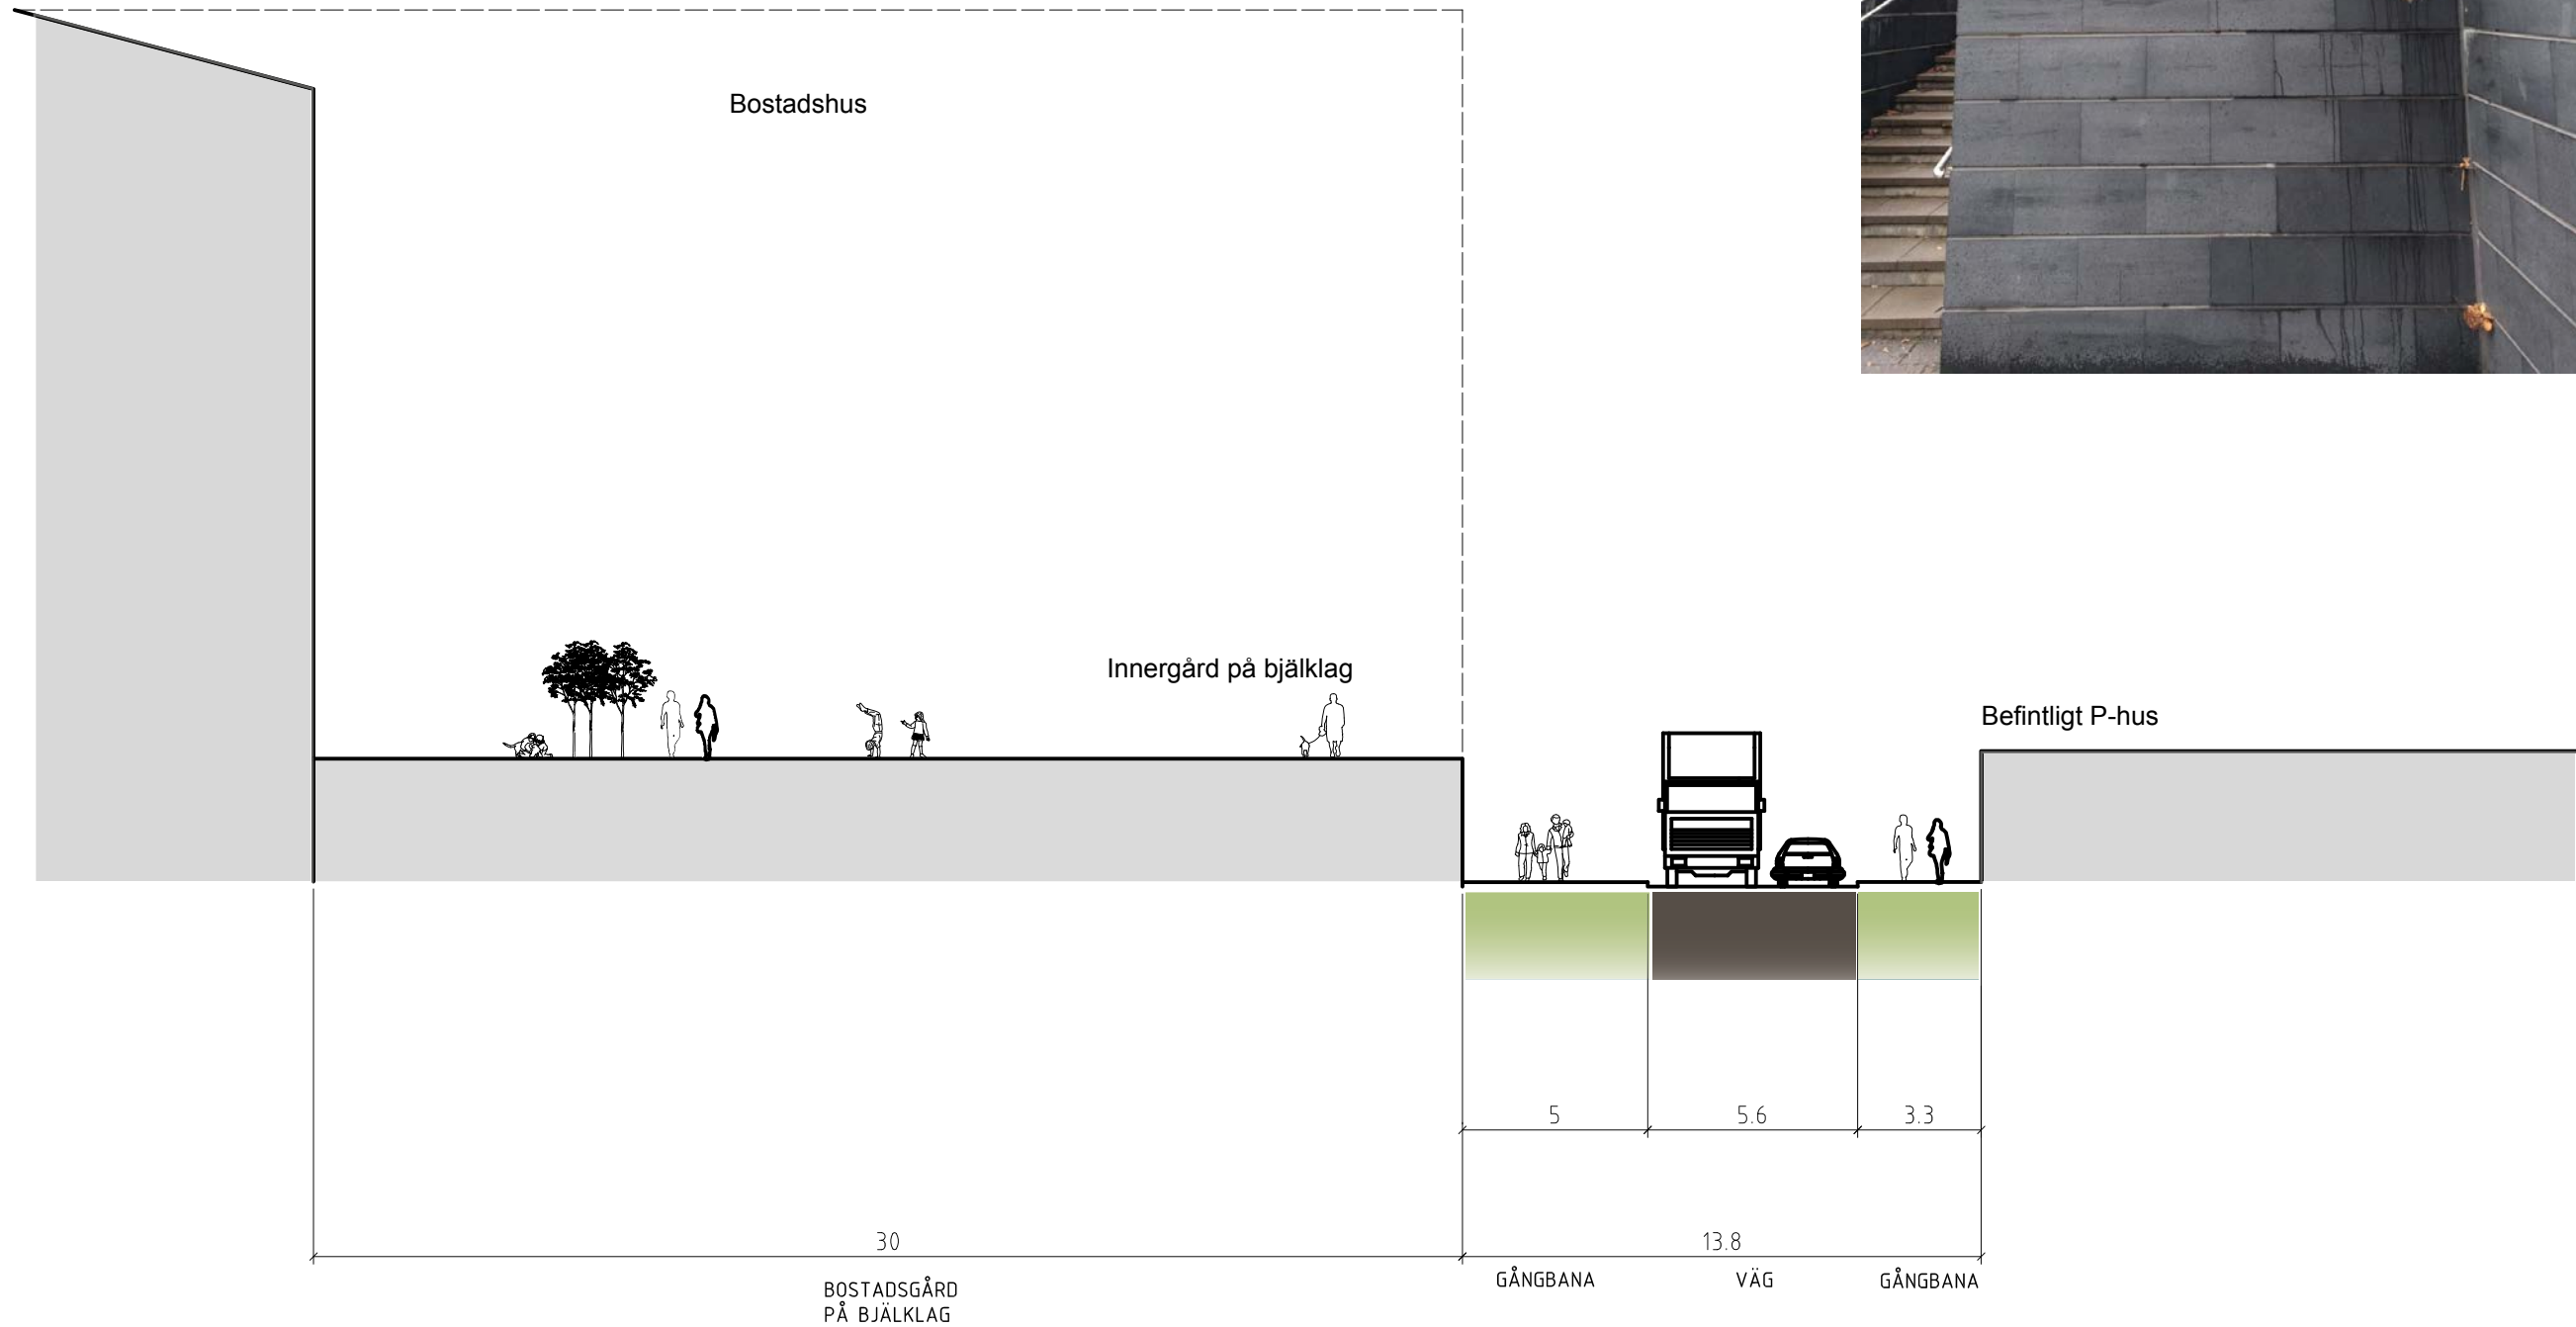 Bostadshus
Innergård på bjälklag
Befintligt P-hus
5
5.6
3.3
30
13.8
GÅNGBANA
VÄG
GÅNGBANA
BOSTADSGÅRD
PÅ BJÄLKLAG